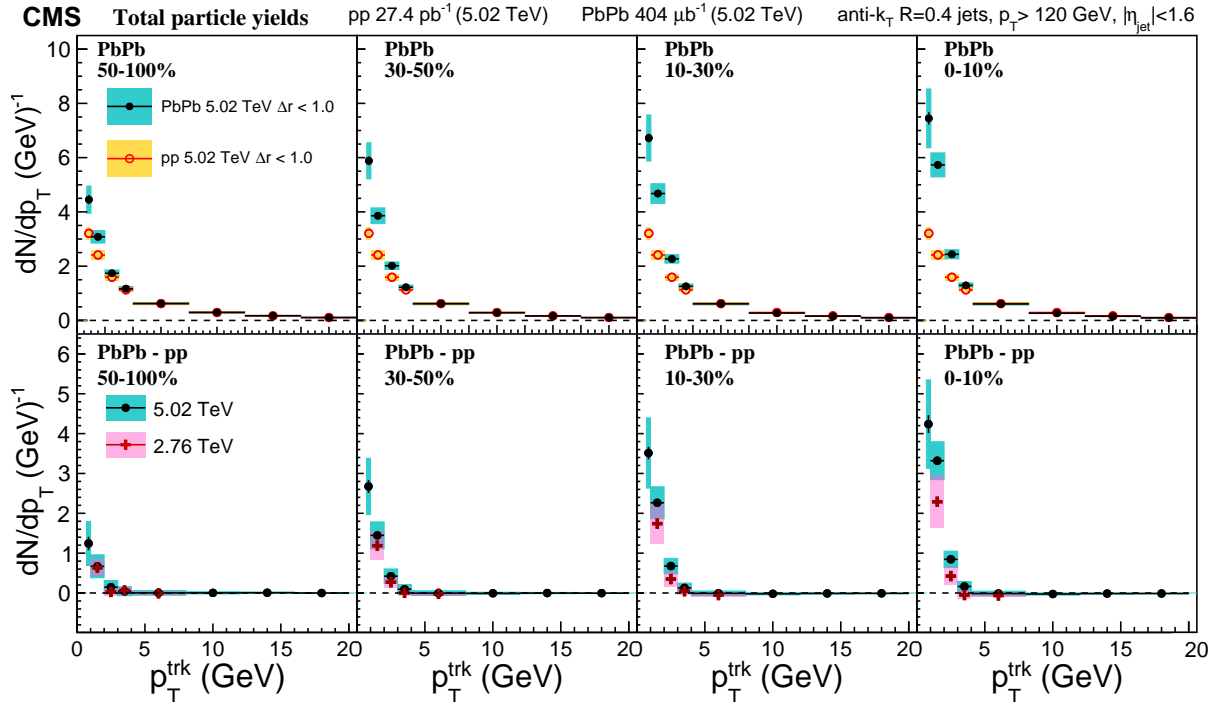 CMS Total particle yields pp 27.4 pb⁻¹ (5.02 TeV) PbPb 404 μb⁻¹ (5.02 TeV) anti-k_T R=0.4 jets, p_T > 120 GeV, |η_jet|<1.6
dN/dp_T (GeV)⁻¹
10
8
6
4
2
0
PbPb
50-100%
PbPb 5.02 TeV Δr < 1.0
pp 5.02 TeV Δr < 1.0
PbPb
30-50%
PbPb
10-30%
PbPb
0-10%
dN/dp_T (GeV)⁻¹
6
5
4
3
2
1
0
PbPb - pp
50-100%
5.02 TeV
2.76 TeV
PbPb - pp
30-50%
PbPb - pp
10-30%
PbPb - pp
0-10%
0 5 10 15 20 0 5 10 15 20 0 5 10 15 20 0 5 10 15 20
p_T^trk (GeV) p_T^trk (GeV) p_T^trk (GeV) p_T^trk (GeV)